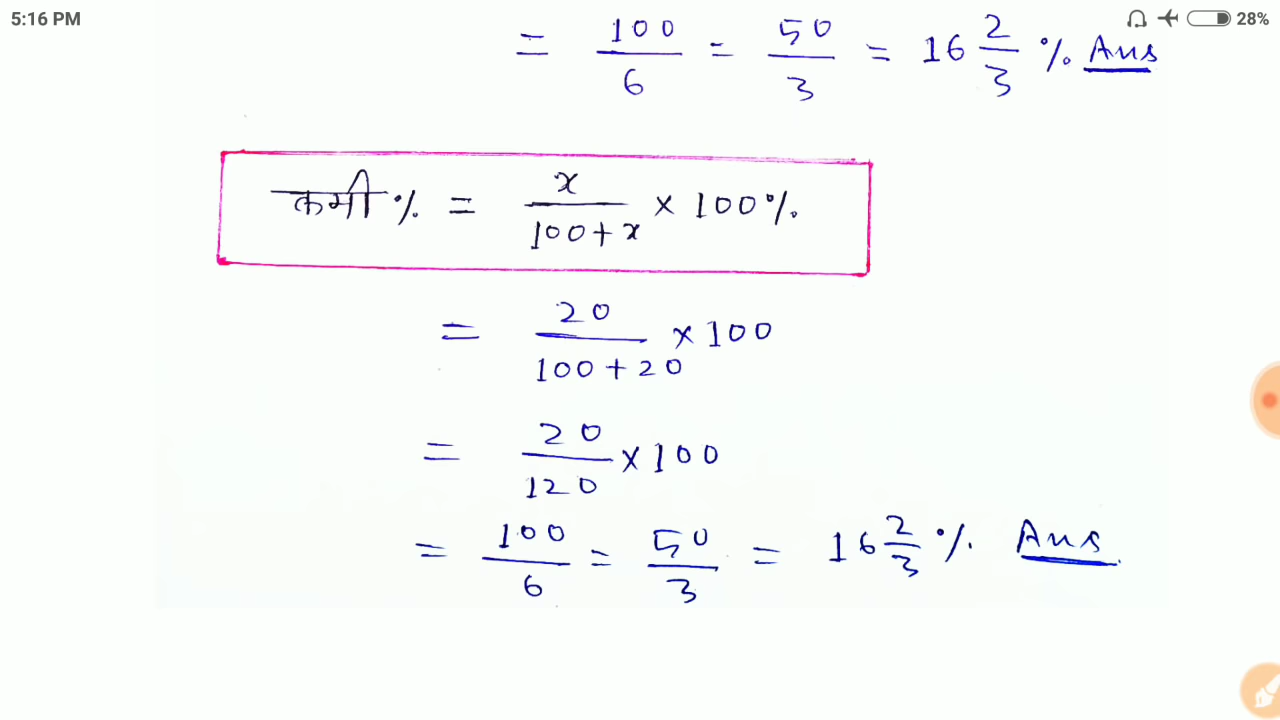 5:16 PM 28%
= 100/6 = 50/3 = 16 2/3 % Ans
कमी % = x/(100+x) × 100%
= 20/(100+20) × 100
= 20/120 × 100
= 100/6 = 50/3 = 16 2/3 % Ans